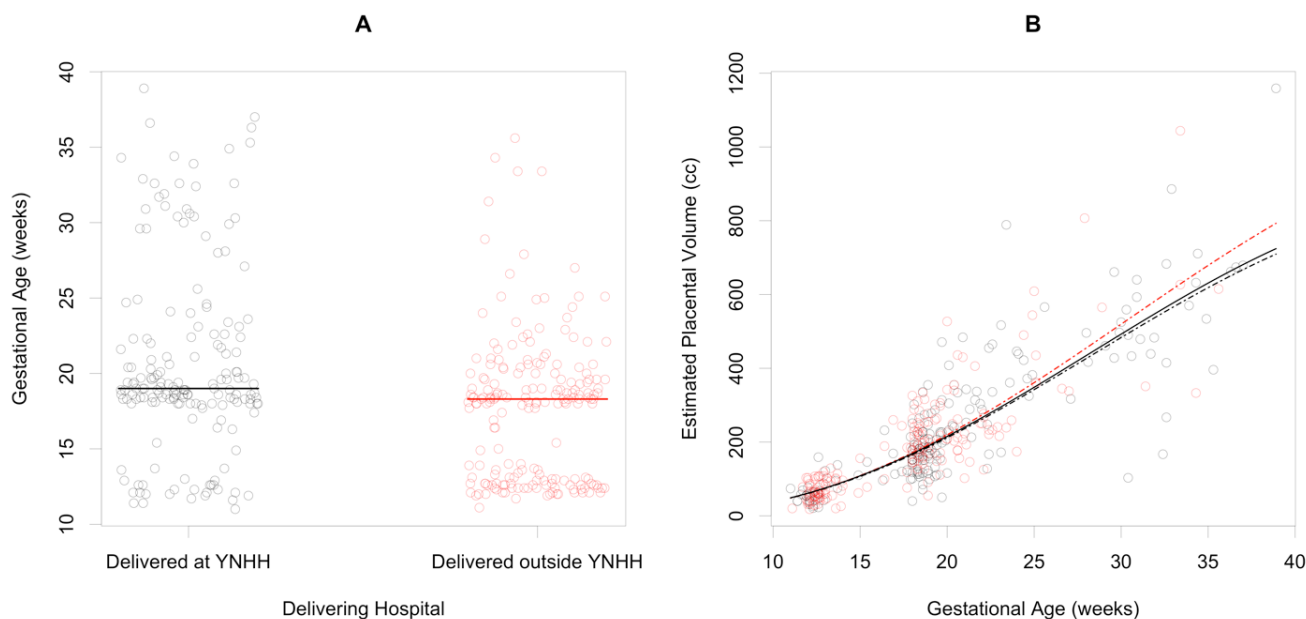 A
Gestational Age (weeks)
40
35
30
25
20
15
10
Delivered at YNHH
Delivered outside YNHH
Delivering Hospital
B
Estimated Placental Volume (cc)
1200
1000
800
600
400
200
0
10
15
20
25
30
35
40
Gestational Age (weeks)